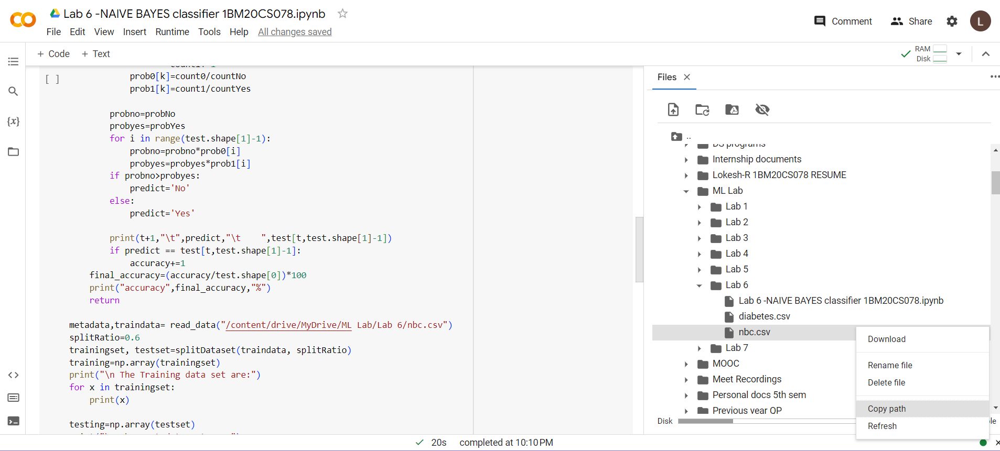 Lab 6 -NAIVE BAYES classifier 1BM20CS078.ipynb
File Edit View Insert Runtime Tools Help All changes saved
Comment
Share
L
+ Code + Text
RAM
Disk
[ ]
prob0[k]=count0/countNo
prob1[k]=count1/countYes
probno=probNo
probyes=probYes
for i in range(test.shape[1]-1):
probno=probno*prob0[i]
probyes=probyes*prob1[i]
if probno>probyes:
predict='No'
else:
predict='Yes'
print(t+1,"\t",predict,"\t    ",test[t,test.shape[1]-1])
if predict == test[t,test.shape[1]-1]:
accuracy+=1
final_accuracy=(accuracy/test.shape[0])*100
print("accuracy",final_accuracy,"%")
return
metadata,traindata= read_data("/content/drive/MyDrive/ML Lab/Lab 6/nbc.csv")
splitRatio=0.6
trainingset, testset=splitDataset(traindata, splitRatio)
training=np.array(trainingset)
print("\n The Training data set are:")
for x in trainingset:
print(x)
testing=np.array(testset)
Files
..
DS programs
Internship documents
Lokesh-R 1BM20CS078 RESUME
ML Lab
Lab 1
Lab 2
Lab 3
Lab 4
Lab 5
Lab 6
Lab 6 -NAIVE BAYES classifier 1BM20CS078.ipynb
diabetes.csv
nbc.csv
Lab 7
MOOC
Meet Recordings
Personal docs 5th sem
Previous year QP
Disk
Download
Rename file
Delete file
Copy path
Refresh
20s completed at 10:10 PM